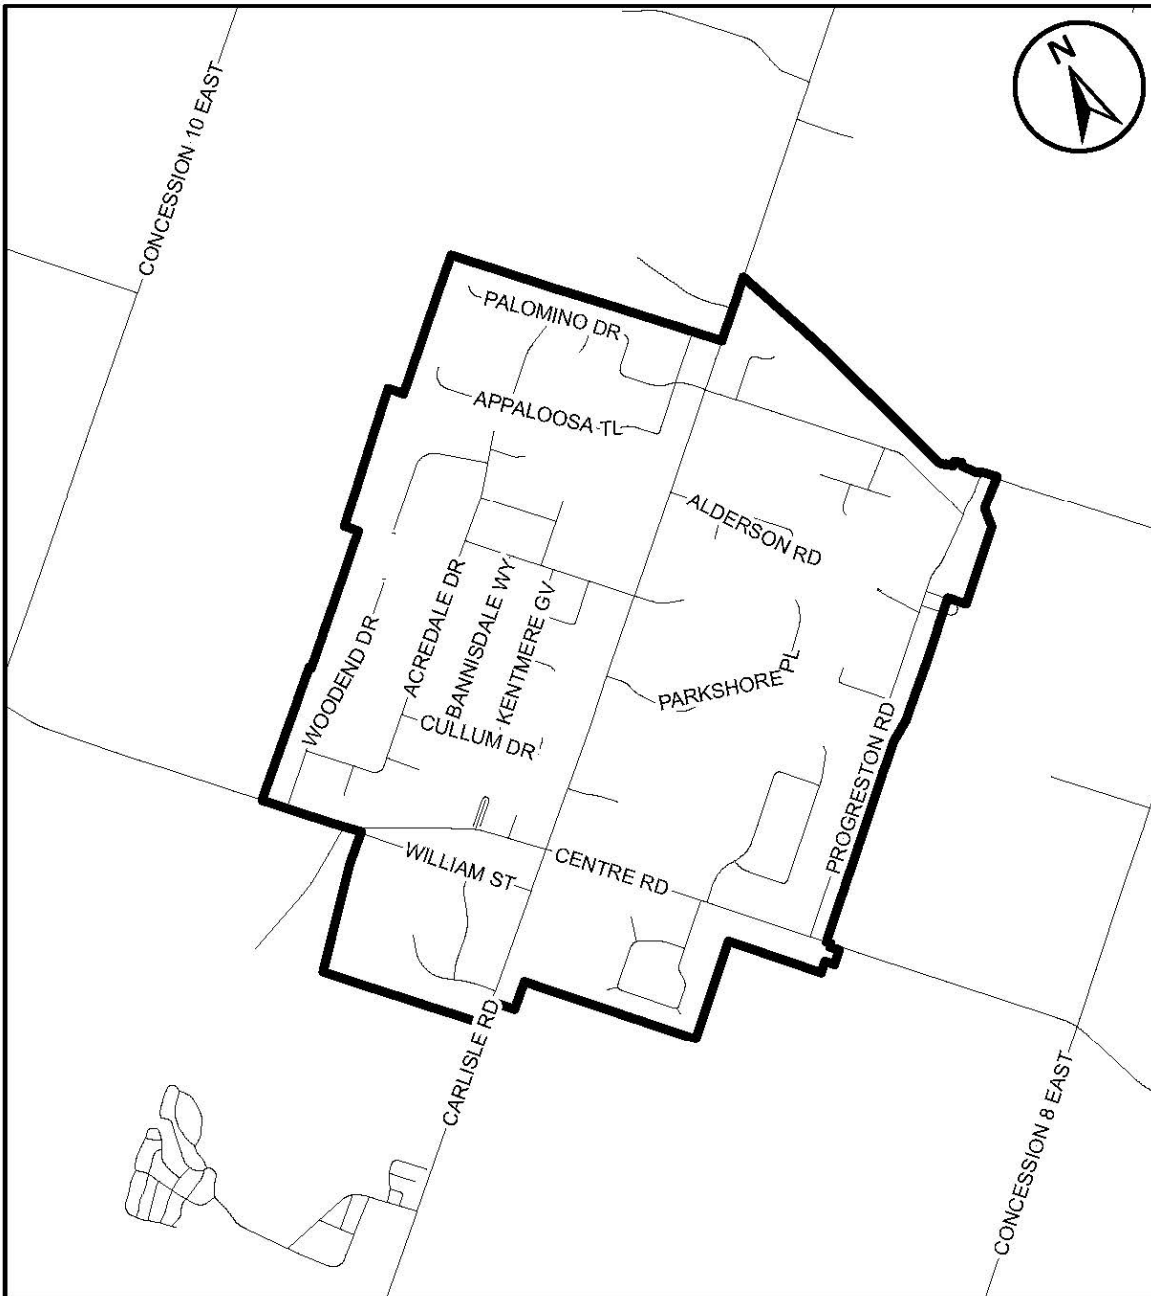 N
CONCESSION 10 EAST
PALOMINO DR
APPALOOSA TL
ALDERSON RD
ACREDALE DR
BANNISDALE WY
KENTMERE GV
WOODEND DR
PARKSHORE PL
CULLUM DR
PROGRESTON RD
WILLIAM ST
CENTRE RD
CARLISLE RD
CONCESSION 8 EAST